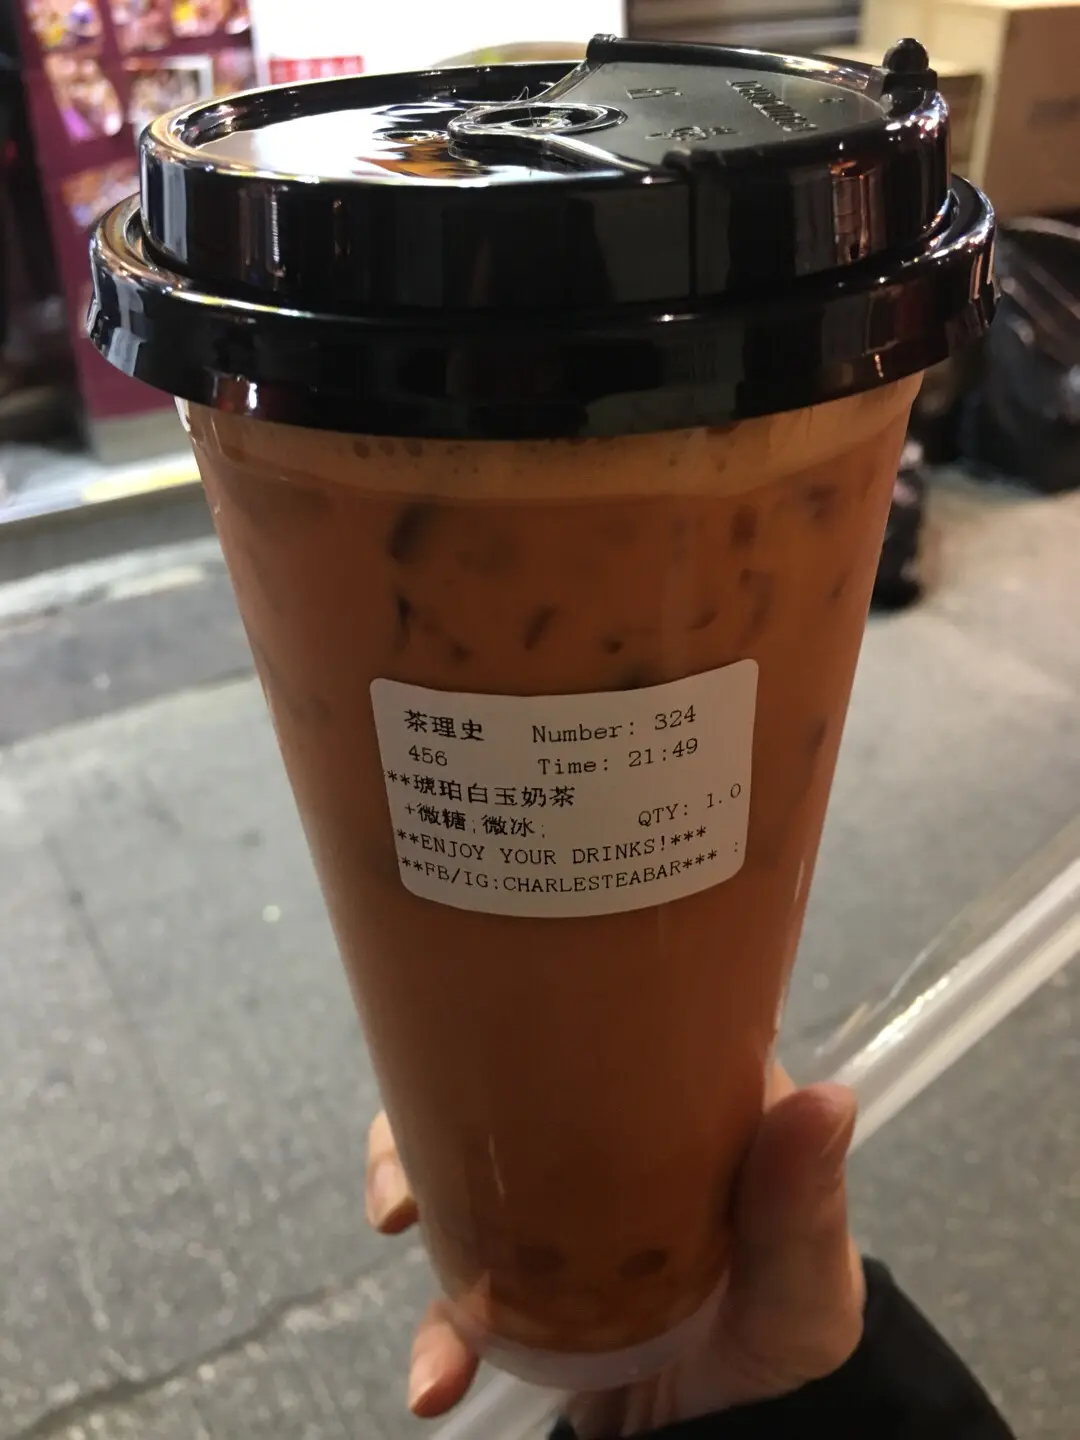 茶理史 Number: 324
456 Time: 21:49
**琥珀白玉奶茶
+微糖;微冰; QTY: 1.0
**ENJOY YOUR DRINKS!***
**FB/IG:CHARLESTEABAR*** :